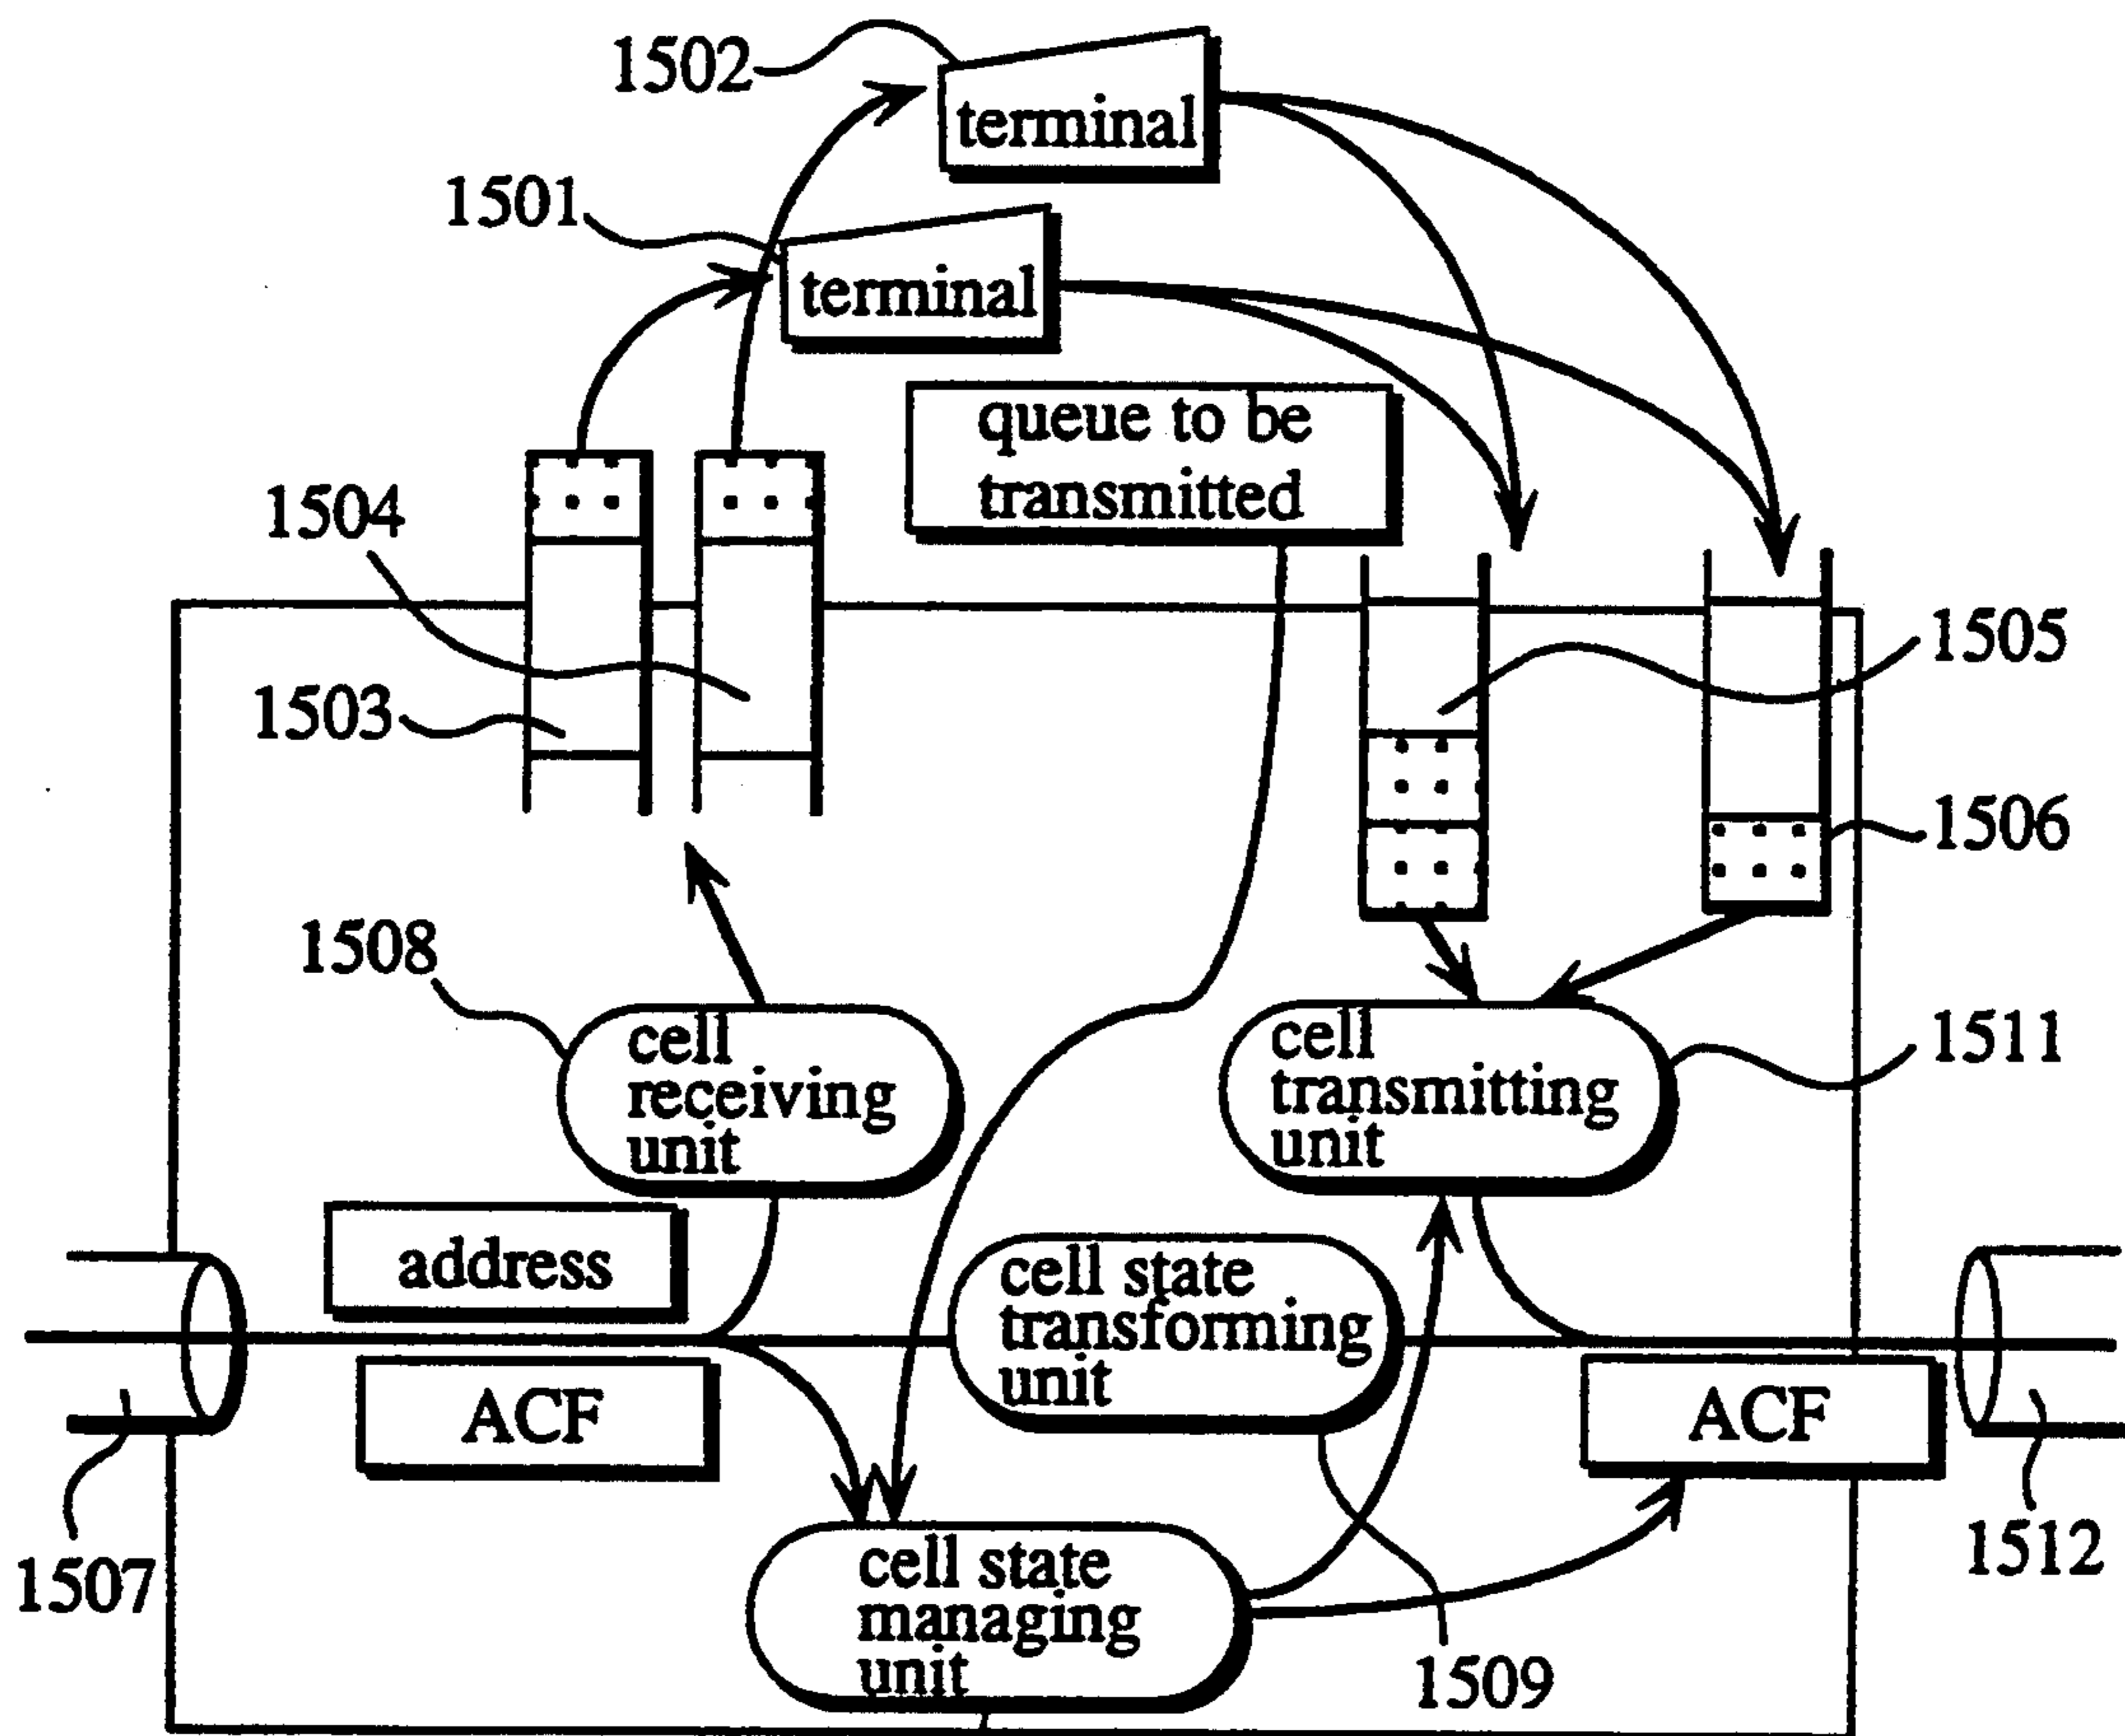 1502
terminal
1501
terminal
queue to be
transmitted
1504
1503
1505
1506
1508
cell
receiving
unit
cell
transmitting
unit
1511
address
cell state
transforming
unit
ACF
ACF
1507
1512
cell state
managing
unit
1509